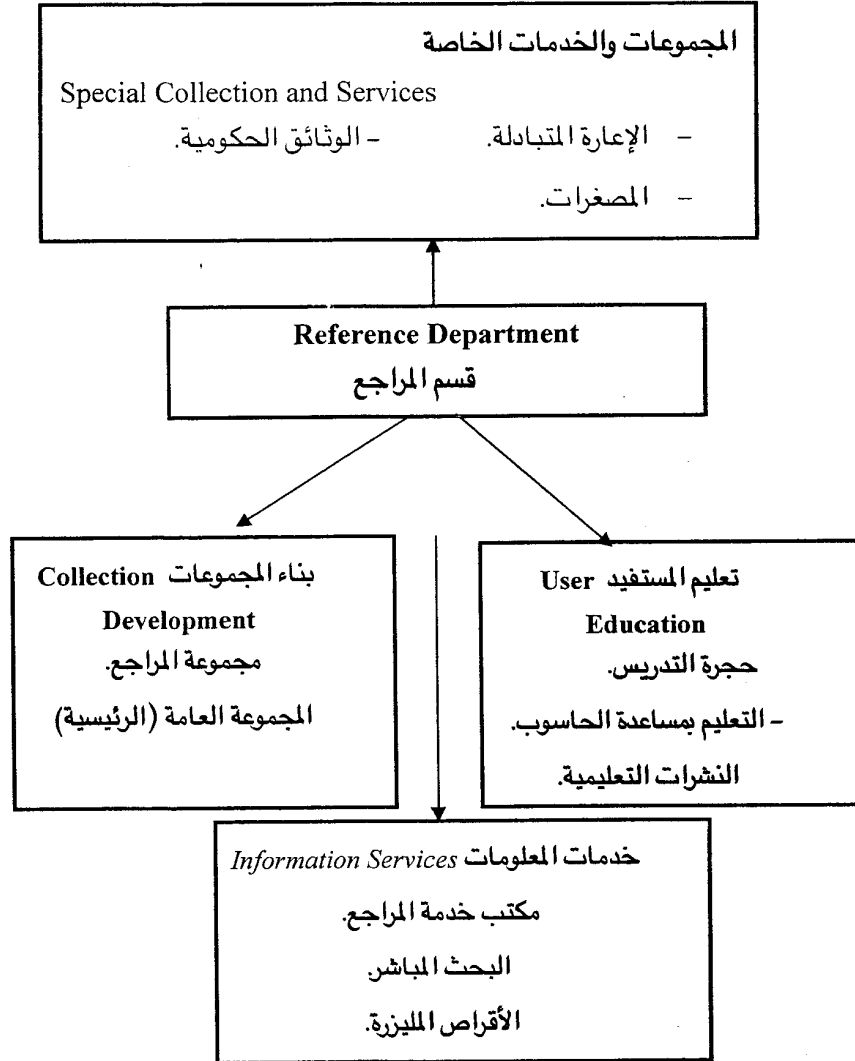 المجموعات والخدمات الخاصة
Special Collection and Services
– الإعارة المتبادلة. – الوثائق الحكومية.
– المصغرات.
Reference Department
قسم المراجع
تعليم المستفيد User
Education
حجرة التدريس.
– التعليم بمساعدة الحاسوب.
النشرات التعليمية.
بناء المجموعات Collection
Development
مجموعة المراجع.
المجموعة العامة (الرئيسية)
خدمات المعلومات Information Services
مكتب خدمة المراجع.
البحث المباشر.
الأقراص المليزرة.